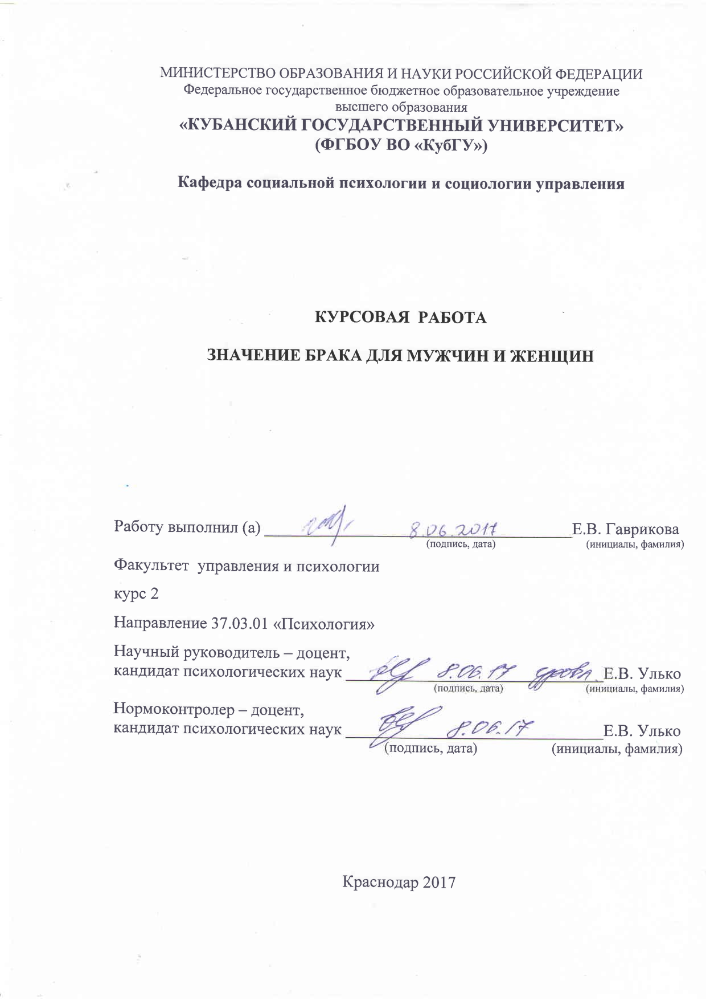 МИНИСТЕРСТВО ОБРАЗОВАНИЯ И НАУКИ РОССИЙСКОЙ ФЕДЕРАЦИИ
Федеральное государственное бюджетное образовательное учреждение
высшего образования
«КУБАНСКИЙ ГОСУДАРСТВЕННЫЙ УНИВЕРСИТЕТ»
(ФГБОУ ВО «КубГУ»)
Кафедра социальной психологии и социологии управления
КУРСОВАЯ РАБОТА
ЗНАЧЕНИЕ БРАКА ДЛЯ МУЖЧИН И ЖЕНЩИН
Работу выполнил (а) 8.06.2017 Е.В. Гаврикова
(подпись, дата) (инициалы, фамилия)
Факультет управления и психологии
курс 2
Направление 37.03.01 «Психология»
Научный руководитель – доцент,
кандидат психологических наук 8.06.17 Е.В. Улько
(подпись, дата) (инициалы, фамилия)
Нормоконтролер – доцент,
кандидат психологических наук 8.06.17 Е.В. Улько
(подпись, дата) (инициалы, фамилия)
Краснодар 2017